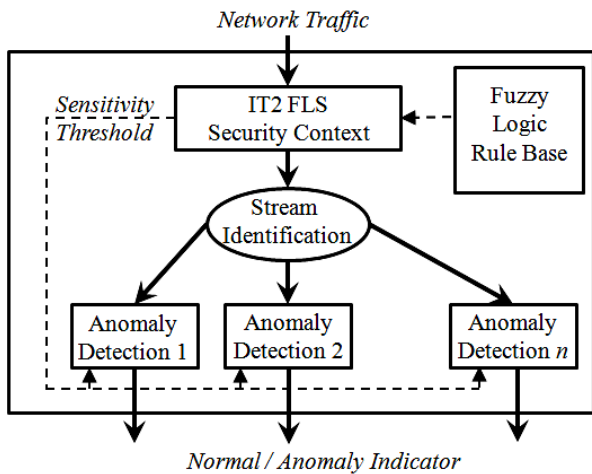 Network Traffic
Sensitivity
Threshold
IT2 FLS
Security Context
Fuzzy
Logic
Rule Base
Stream
Identification
Anomaly
Detection 1
Anomaly
Detection 2
Anomaly
Detection n
Normal / Anomaly Indicator